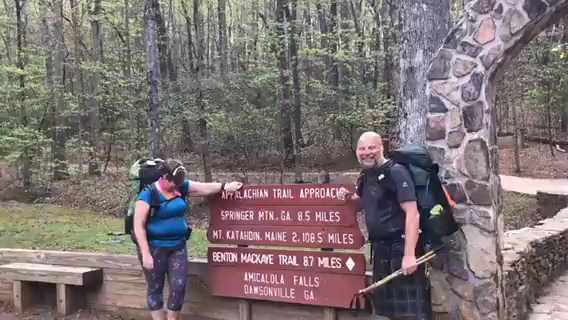 APPALACHIAN TRAIL APPROACH
SPRINGER MTN. GA. 8.5 MILES
MT. KATAHDIN, MAINE 2,108.5 MILES
BENTON MACKAYE TRAIL 8.7 MILES
AMICALOLA FALLS
DAWSONVILLE GA.